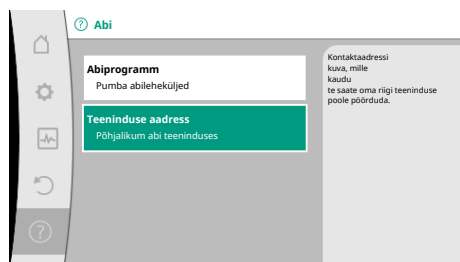 Abi
Abiprogramm
Pumba abileheküljed
Teeninduse aadress
Põhjalikum abi teeninduses
Kontaktaadressi
kuva, mille
kaudu
te saate oma riigi teeninduse
poole pöörduda.